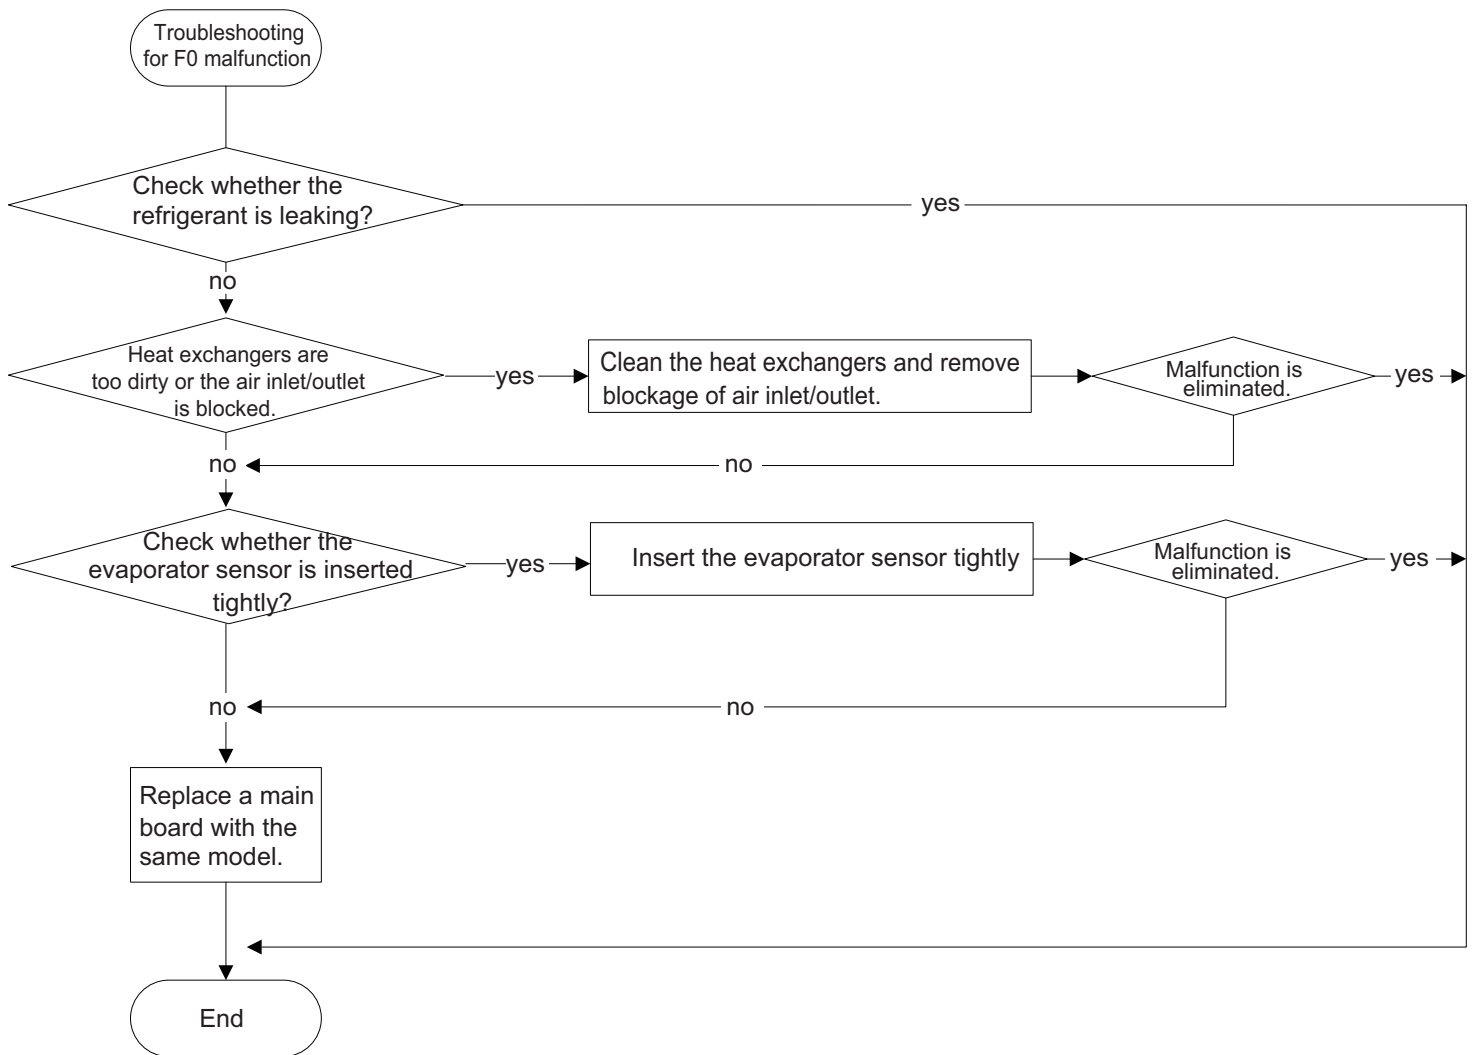 Troubleshooting
for F0 malfunction
Check whether the
refrigerant is leaking?
yes
no
Heat exchangers are
too dirty or the air inlet/outlet
is blocked.
yes
Clean the heat exchangers and remove
blockage of air inlet/outlet.
Malfunction is
eliminated.
yes
no
no
Check whether the
evaporator sensor is inserted
tightly?
yes
Insert the evaporator sensor tightly
Malfunction is
eliminated.
yes
no
no
Replace a main
board with the
same model.
End